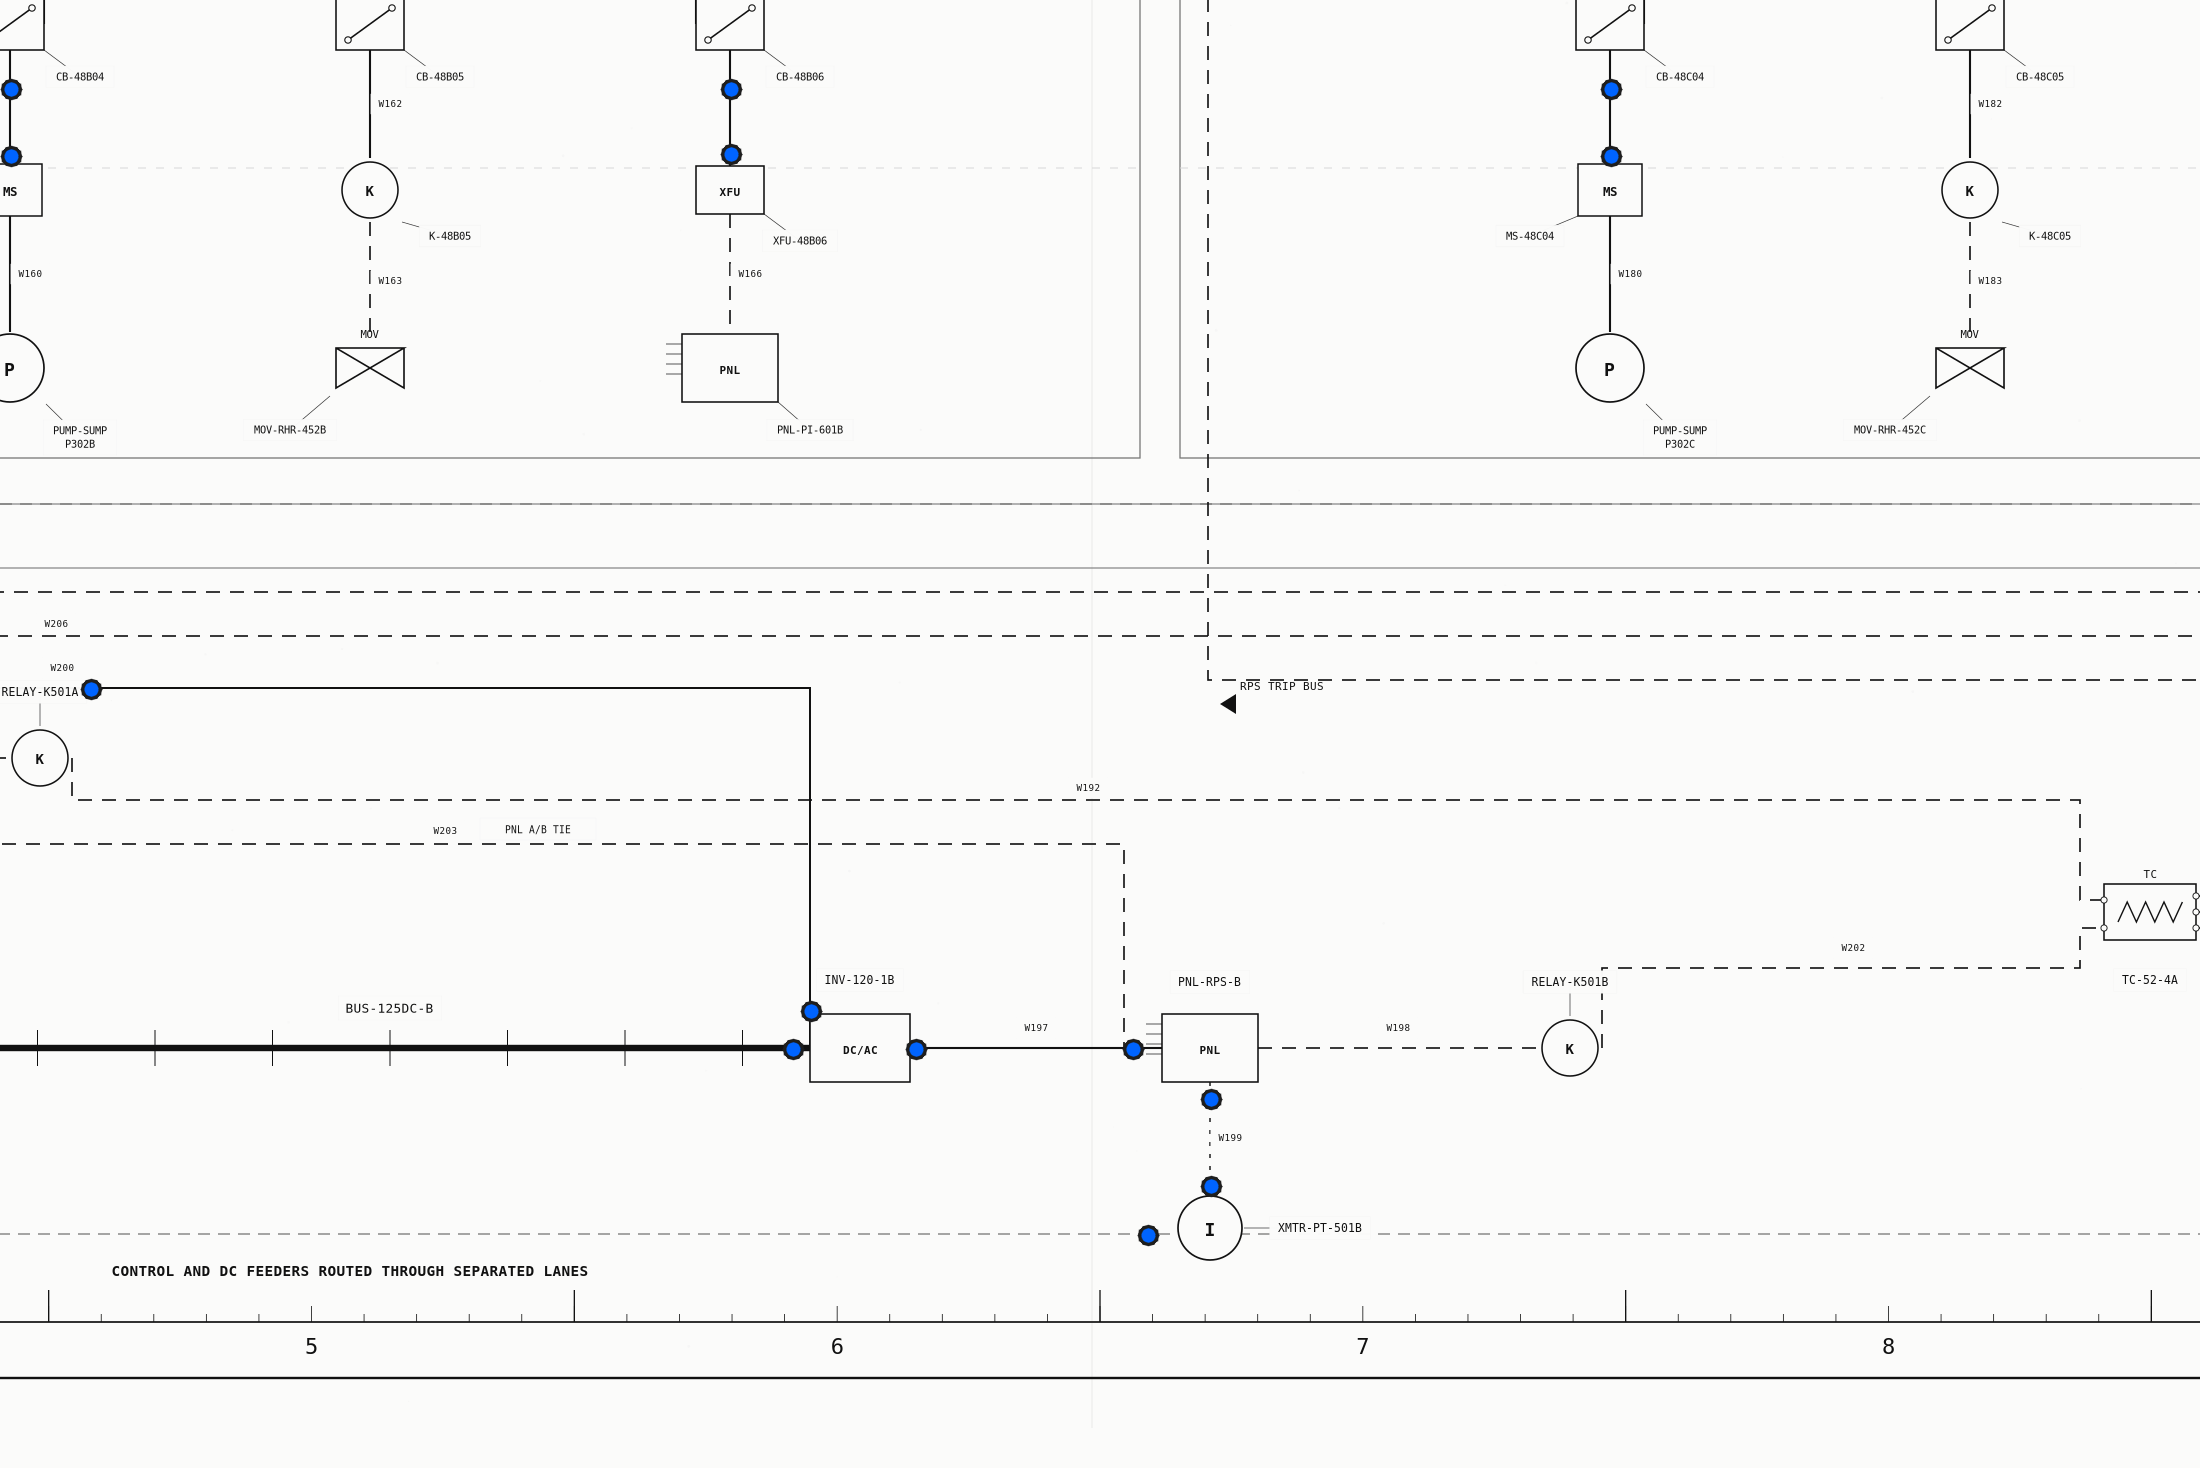 CB-48B04
CB-48B05
CB-48B06
CB-48C04
CB-48C05
W162
W182
MS
K
XFU
MS
K
K-48B05
XFU-48B06
MS-48C04
K-48C05
W160
W163
W166
W180
W183
MOV
MOV
P
PNL
P
PUMP-SUMP
P302B
MOV-RHR-452B
PNL-PI-601B
PUMP-SUMP
P302C
MOV-RHR-452C
W206
W200
RELAY-K501A
RPS TRIP BUS
K
W192
W203
PNL A/B TIE
TC
W202
INV-120-1B
PNL-RPS-B
RELAY-K501B
TC-52-4A
BUS-125DC-B
W197
W198
DC/AC
PNL
K
W199
I
XMTR-PT-501B
CONTROL AND DC FEEDERS ROUTED THROUGH SEPARATED LANES
5
6
7
8